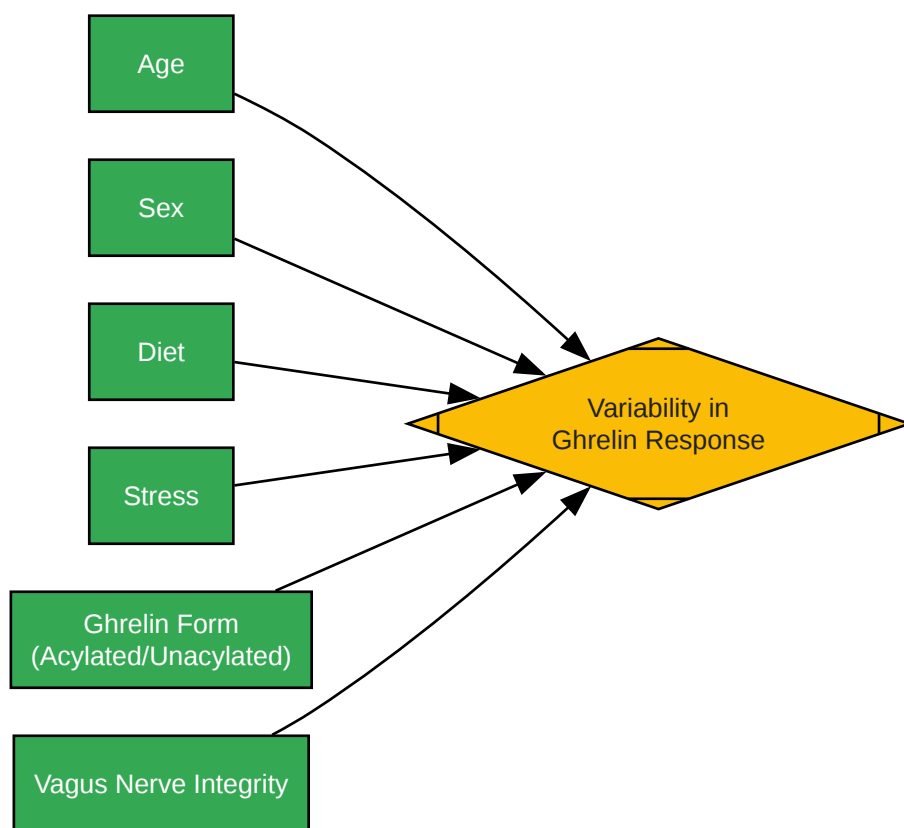 Age
Sex
Diet
Stress
Ghrelin Form
(Acylated/Unacylated)
Vagus Nerve Integrity
Variability in
Ghrelin Response